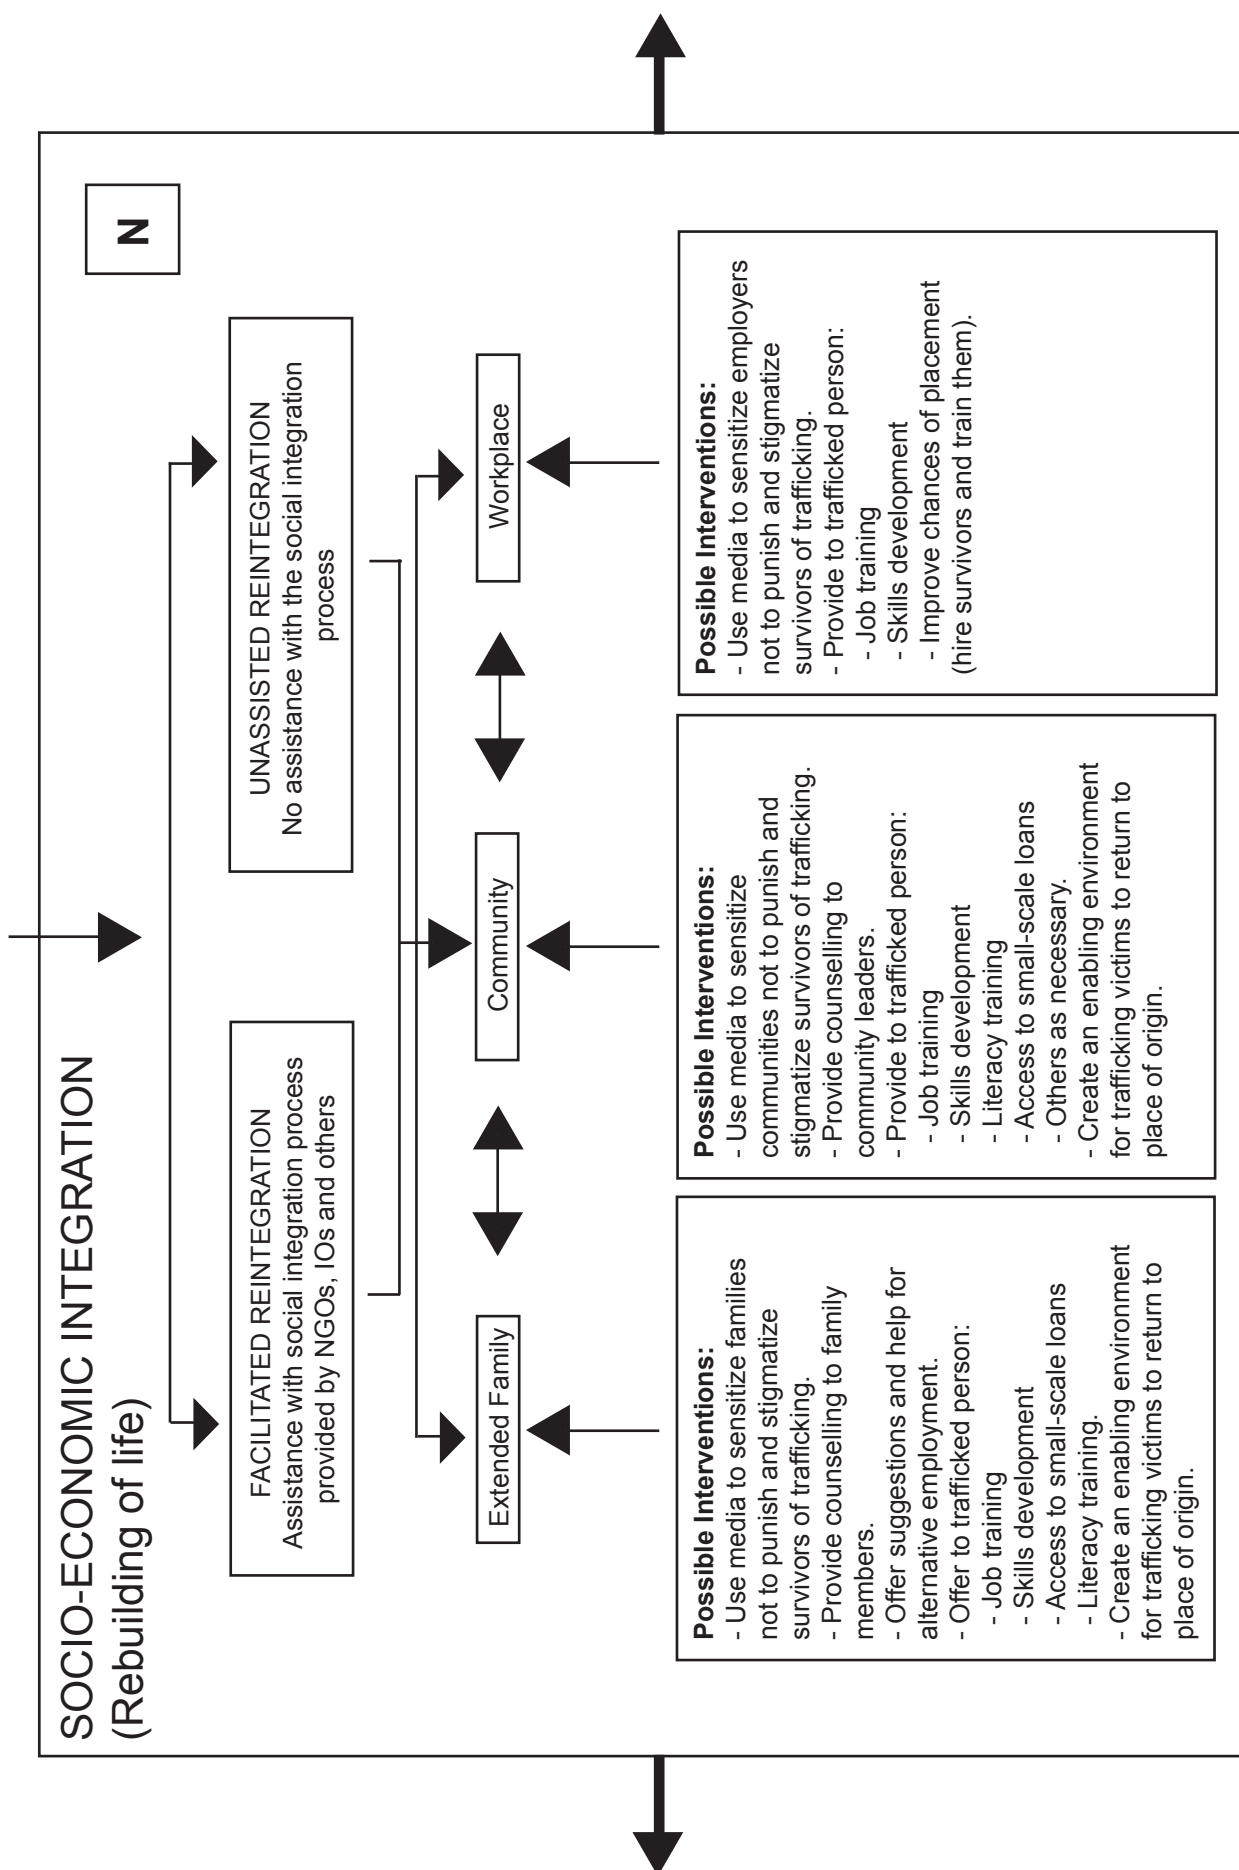 SOCIO-ECONOMIC INTEGRATION
(Rebuilding of life)
N
FACILITATED REINTEGRATION
Assistance with social integration process
provided by NGOs, IOs and others
UNASSISTED REINTEGRATION
No assistance with the social integration
process
Extended Family
Community
Workplace
Possible Interventions:
- Use media to sensitize families
not to punish and stigmatize
survivors of trafficking.
- Provide counselling to family
members.
- Offer suggestions and help for
alternative employment.
- Offer to trafficked person:
- Job training
- Skills development
- Access to small-scale loans
- Literacy training.
- Create an enabling environment
for trafficking victims to return to
place of origin.
Possible Interventions:
- Use media to sensitize
communities not to punish and
stigmatize survivors of trafficking.
- Provide counselling to
community leaders.
- Provide to trafficked person:
- Job training
- Skills development
- Literacy training
- Access to small-scale loans
- Others as necessary.
- Create an enabling environment
for trafficking victims to return to
place of origin.
Possible Interventions:
- Use media to sensitize employers
not to punish and stigmatize
survivors of trafficking.
- Provide to trafficked person:
- Job training
- Skills development
- Improve chances of placement
(hire survivors and train them).